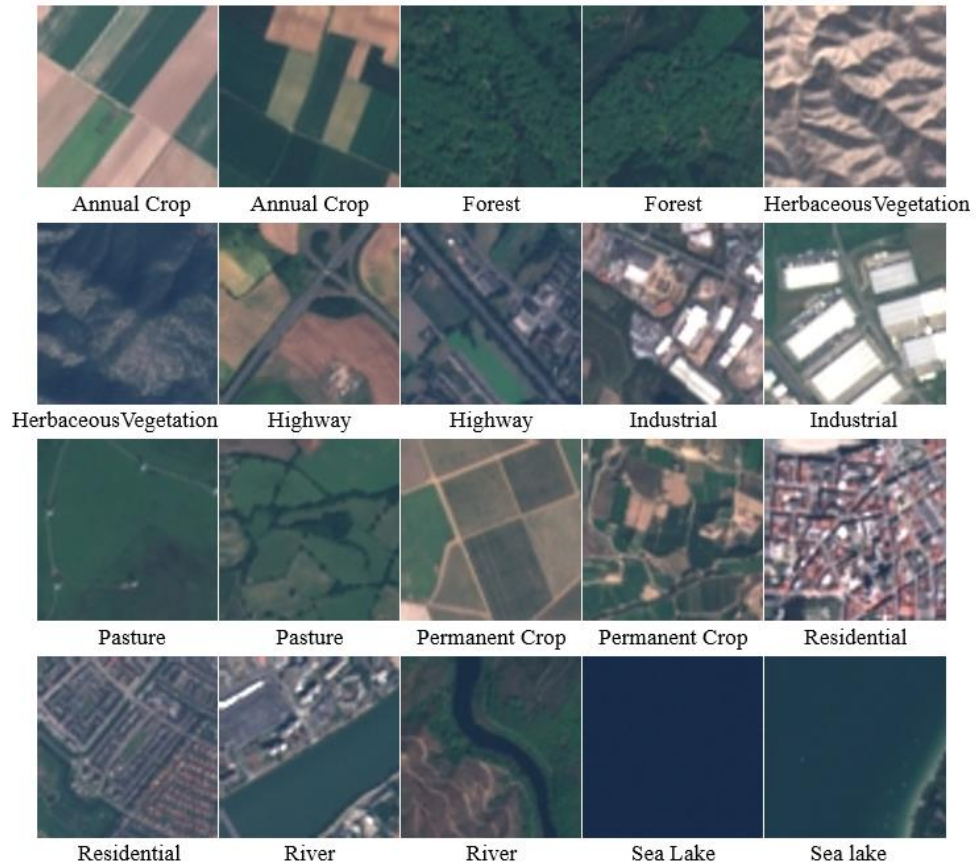 Annual Crop Annual Crop Forest Forest HerbaceousVegetation
HerbaceousVegetation Highway Highway Industrial Industrial
Pasture Pasture Permanent Crop Permanent Crop Residential
Residential River River Sea Lake Sea lake